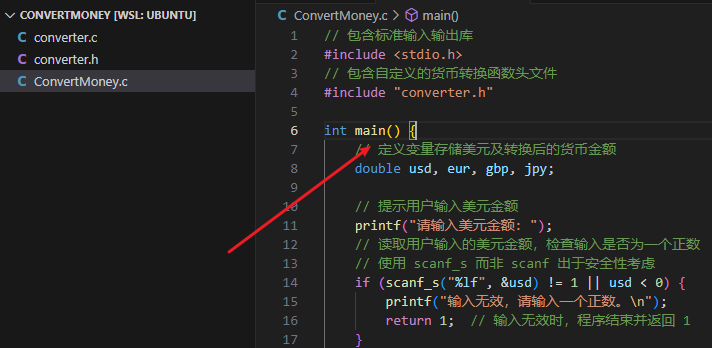 CONVERTMONEY [WSL: UBUNTU]
C converter.c
C converter.h
C ConvertMoney.c
C ConvertMoney.c > main()
1 // 包含标准输入输出库
2 #include <stdio.h>
3 // 包含自定义的货币转换函数头文件
4 #include "converter.h"
5
6 int main() {
7 // 定义变量存储美元及转换后的货币金额
8 double usd, eur, gbp, jpy;
9
10 // 提示用户输入美元金额
11 printf("请输入美元金额: ");
12 // 读取用户输入的美元金额，检查输入是否为一个正数
13 // 使用 scanf_s 而非 scanf 出于安全性考虑
14 if (scanf_s("%lf", &usd) != 1 || usd < 0) {
15 printf("输入无效，请输入一个正数。\n");
16 return 1; // 输入无效时，程序结束并返回 1
17 }